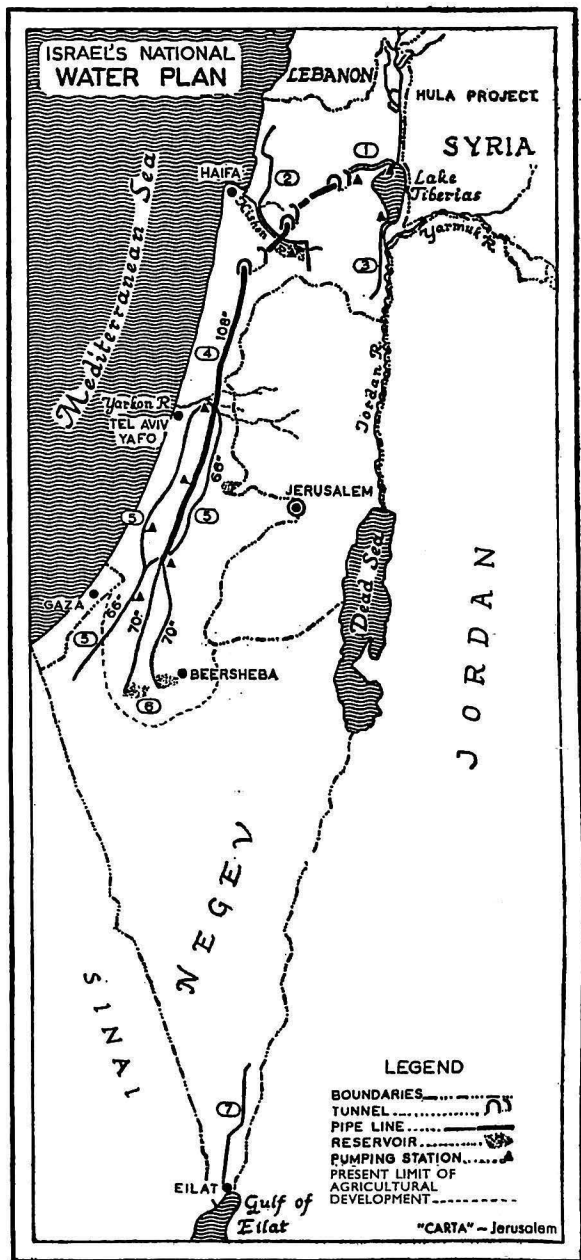 ISRAEL'S NATIONAL
WATER PLAN
LEBANON
HULA PROJECT
SYRIA
1
HAIFA
2
Lake
Tiberias
Yarmuk R.
3
Mediterranean Sea
108"
4
Jordan R.
Yarkon R.
TEL AVIV
YAFO
66"
JERUSALEM
5
5
Dead Sea
GAZA
66"
70"
70"
5
BEERSHEBA
6
JORDAN
NEGEV
SINAI
7
EILAT
Gulf of
Eilat
LEGEND
BOUNDARIES
TUNNEL
PIPE LINE
RESERVOIR
PUMPING STATION
PRESENT LIMIT OF
AGRICULTURAL
DEVELOPMENT
"CARTA" - Jerusalem